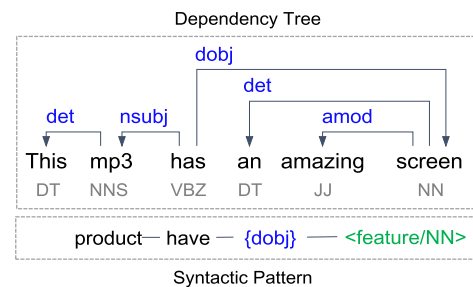 Dependency Tree
dobj
det
det nsubj amod
This mp3 has an amazing screen
DT NNS VBZ DT JJ NN
product have {dobj} <feature/NN>
Syntactic Pattern